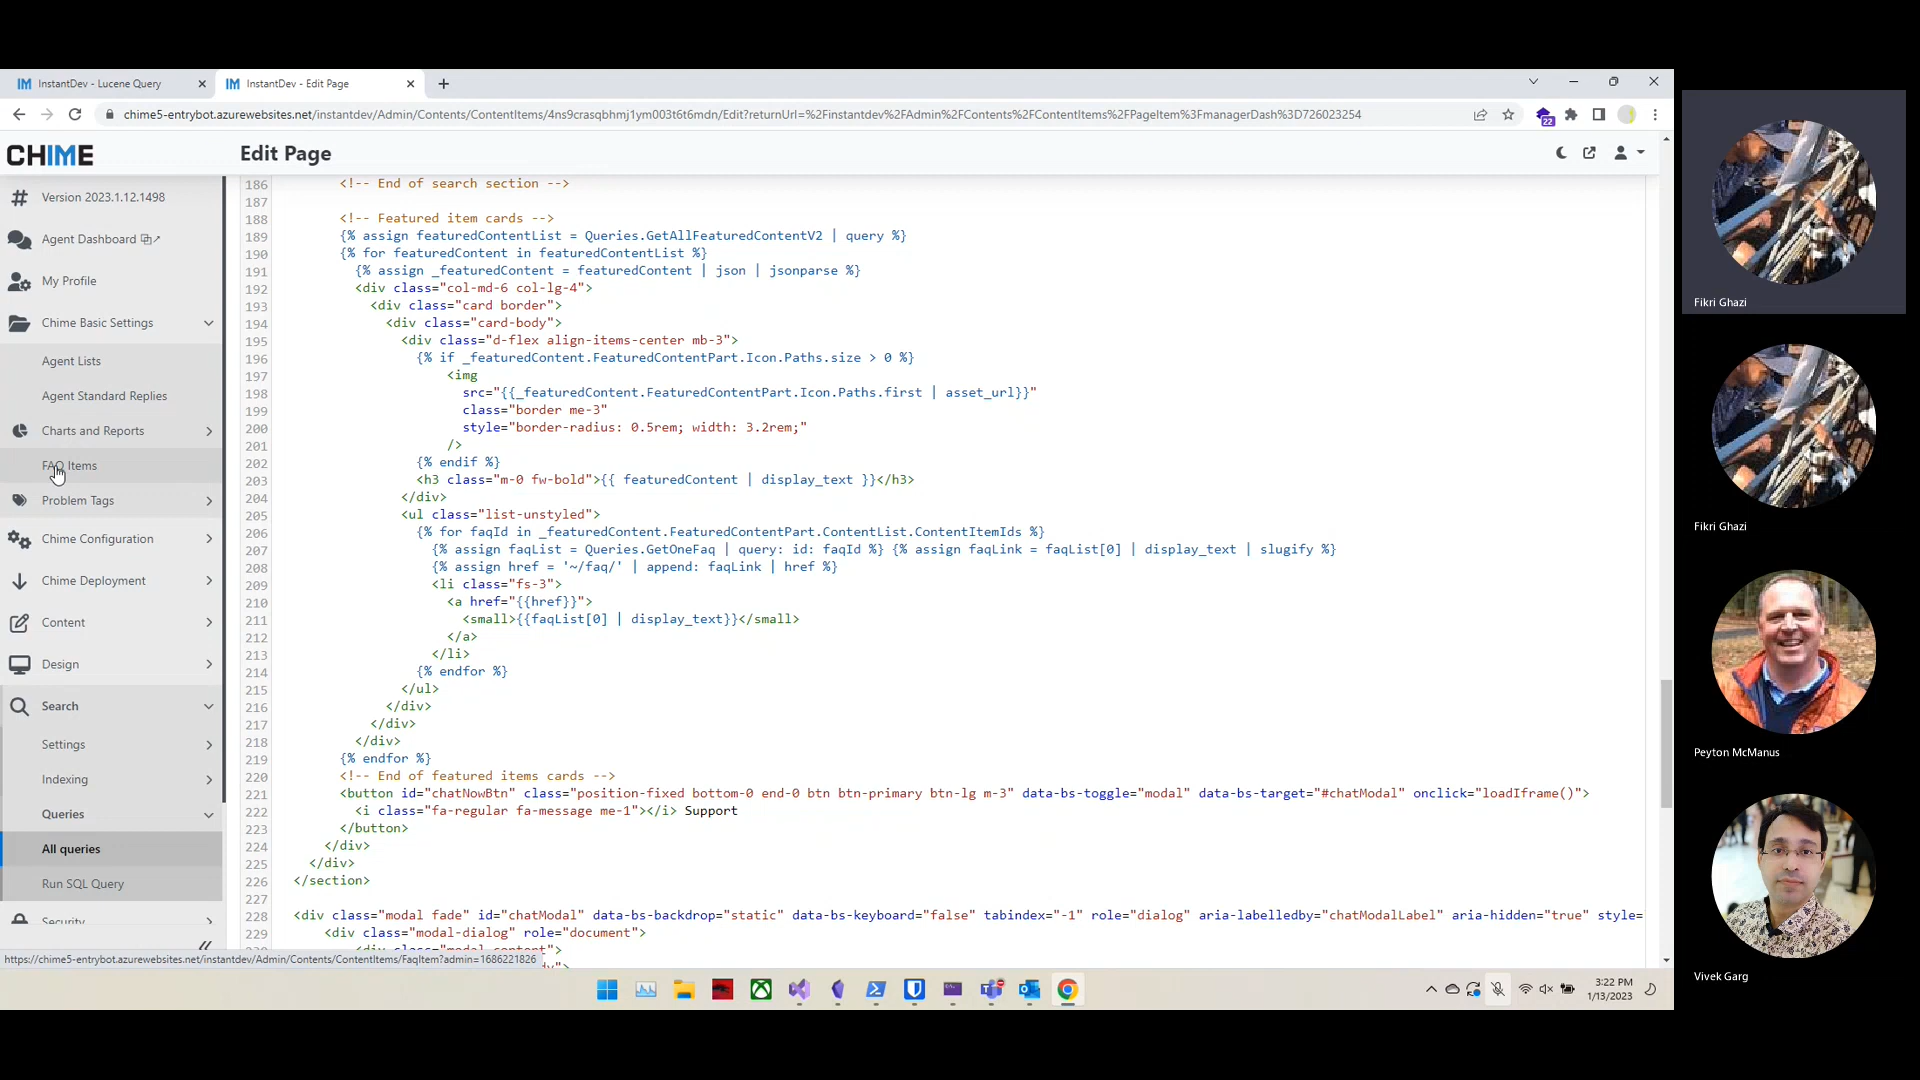 InstantDev - Lucene Query
InstantDev - Edit Page
chime5-entrybot.azurewebsites.net/instantdev/Admin/Contents/ContentItems/4ns9crasqbhmj1ym003t6t6mdn/Edit?returnUrl=%2Finstantdev%2FAdmin%2FContents%2FContentItems%2FPageItem%3FmanagerDash%3D726023254
22
CHIME
Edit Page
Version 2023.1.12.1498
Agent Dashboard
My Profile
Chime Basic Settings
Agent Lists
Agent Standard Replies
Charts and Reports
FAQ Items
Problem Tags
Chime Configuration
Chime Deployment
Content
Design
Search
Settings
Indexing
Queries
All queries
Run SQL Query
Security
186 <!-- End of search section -->
187
188 <!-- Featured item cards -->
189 {% assign featuredContentList = Queries.GetAllFeaturedContentV2 | query %}
190 {% for featuredContent in featuredContentList %}
191 {% assign _featuredContent = featuredContent | json | jsonparse %}
192 <div class="col-md-6 col-lg-4">
193 <div class="card border">
194 <div class="card-body">
195 <div class="d-flex align-items-center mb-3">
196 {% if _featuredContent.FeaturedContentPart.Icon.Paths.size > 0 %}
197 <img
198 src="{{_featuredContent.FeaturedContentPart.Icon.Paths.first | asset_url}}"
199 class="border me-3"
200 style="border-radius: 0.5rem; width: 3.2rem;"
201 />
202 {% endif %}
203 <h3 class="m-0 fw-bold">{{ featuredContent | display_text }}</h3>
204 </div>
205 <ul class="list-unstyled">
206 {% for faqId in _featuredContent.FeaturedContentPart.ContentList.ContentItemIds %}
207 {% assign faqList = Queries.GetOneFaq | query: id: faqId %} {% assign faqLink = faqList[0] | display_text | slugify %}
208 {% assign href = '~/faq/' | append: faqLink | href %}
209 <li class="fs-3">
210 <a href="{{href}}">
211 <small>{{faqList[0] | display_text}}</small>
212 </a>
213 </li>
214 {% endfor %}
215 </ul>
216 </div>
217 </div>
218 </div>
219 {% endfor %}
220 <!-- End of featured items cards -->
221 <button id="chatNowBtn" class="position-fixed bottom-0 end-0 btn btn-primary btn-lg m-3" data-bs-toggle="modal" data-bs-target="#chatModal" onclick="loadIframe()">
222 <i class="fa-regular fa-message me-1"></i> Support
223 </button>
224 </div>
225 </div>
226 </section>
227
228 <div class="modal fade" id="chatModal" data-bs-backdrop="static" data-bs-keyboard="false" tabindex="-1" role="dialog" aria-labelledby="chatModalLabel" aria-hidden="true" style=
229 <div class="modal-dialog" role="document">
https://chime5-entrybot.azurewebsites.net/instantdev/Admin/Contents/ContentItems/FaqItem?admin=1686221826
3:22 PM
1/13/2023
Fikri Ghazi
Fikri Ghazi
Peyton McManus
Vivek Garg